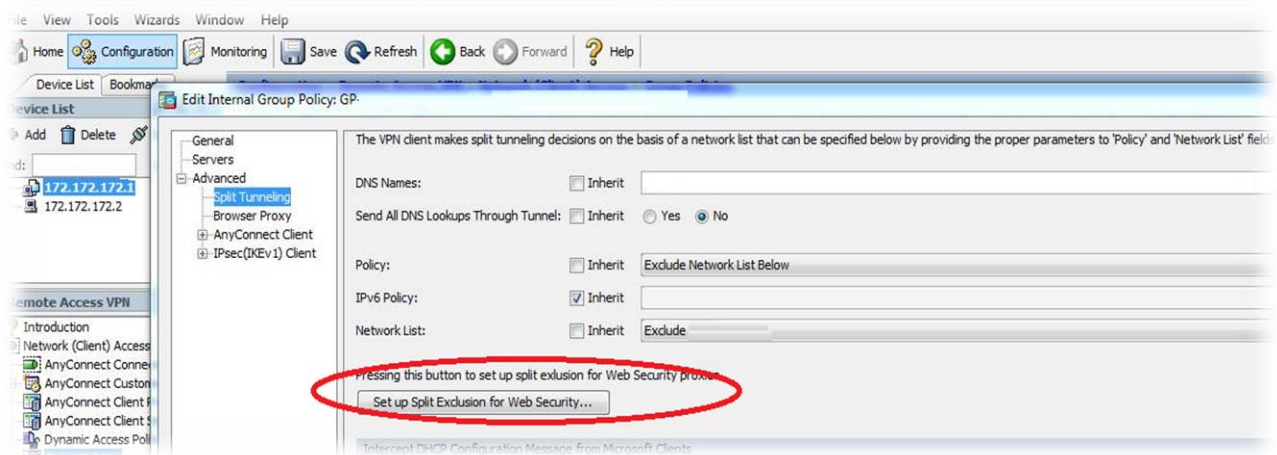 View Tools Wizards Window Help
Home Configuration Monitoring Save Refresh Back Forward Help
Device List
Device List
Add Delete
172.172.172.1
172.172.172.2
Remote Access VPN
Introduction
Network (Client) Access
AnyConnect
AnyConnect
AnyConnect Client
AnyConnect Client
Dynamic Access
Edit Internal Group Policy: GP-
General
Servers
Advanced
Split Tunneling
Browser Proxy
AnyConnect Client
IPsec(IKEv1) Client
The VPN client makes split tunneling decisions on the basis of a network list that can be specified below by providing the proper parameters to 'Policy' and 'Network List' fields
DNS Names: Inherit
Send All DNS Lookups Through Tunnel: Inherit Yes No
Policy: Inherit Exclude Network List Below
IPv6 Policy: Inherit
Network List: Inherit Exclude
Pressing this button to set up split exlusion for Web Security
Set up Split Exclusion for Web Security...
Intercept DHCP Configuration Message from Microsoft Clients